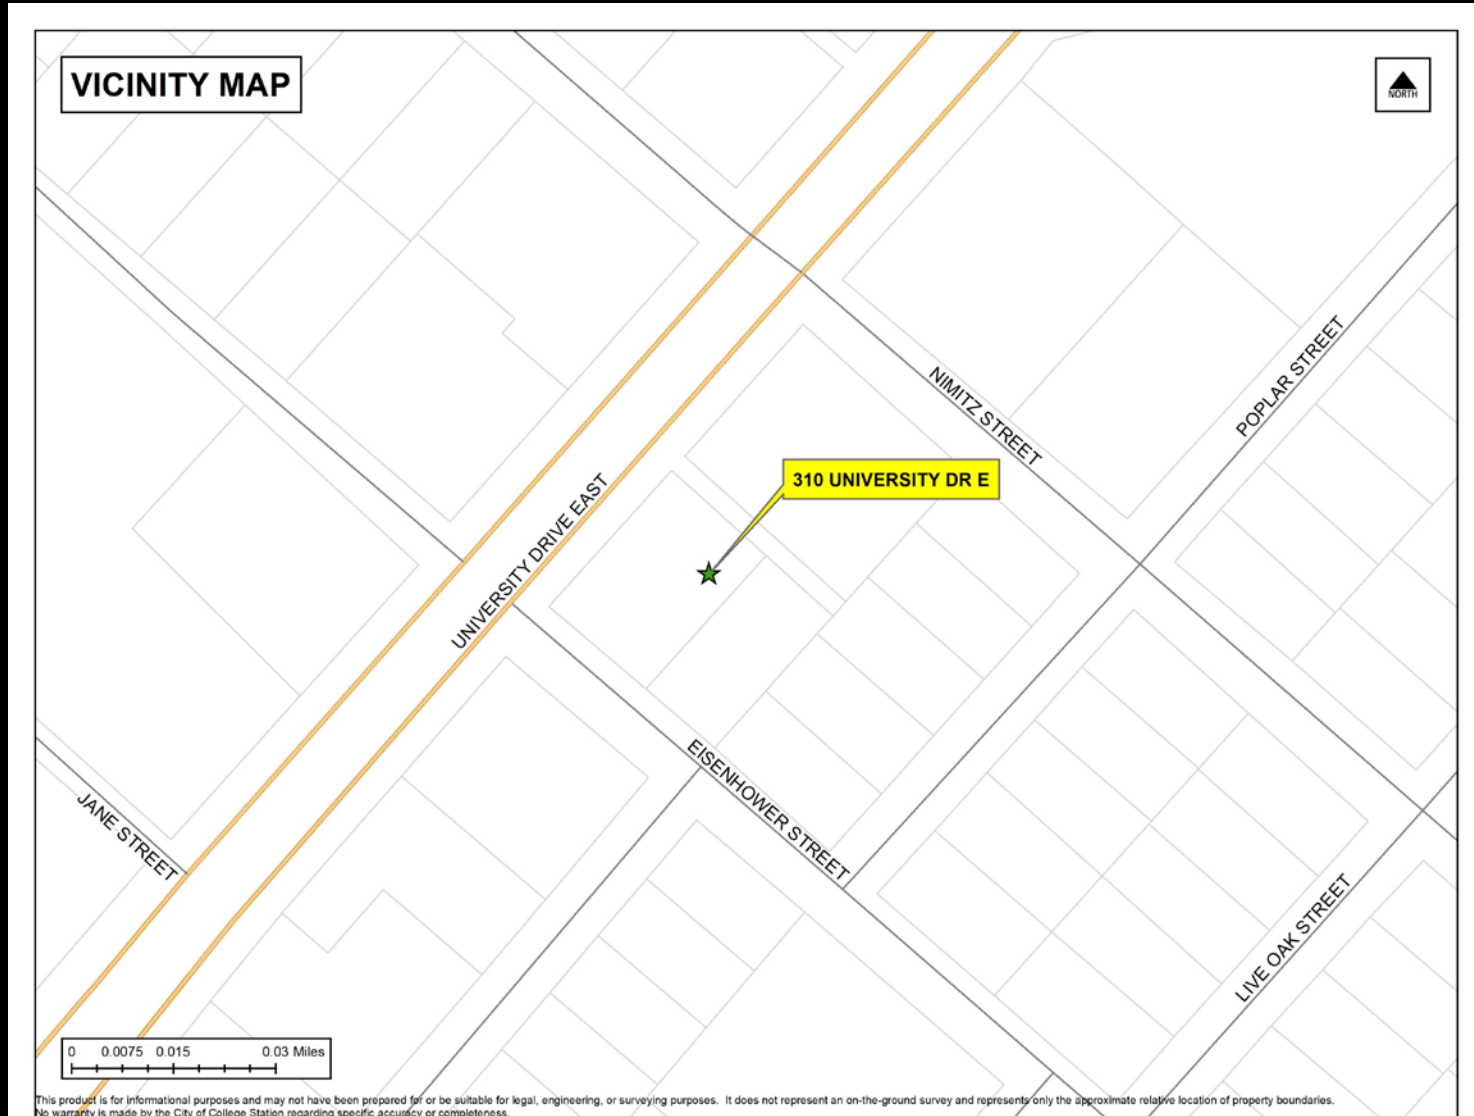 VICINITY MAP
NORTH
NIMITZ STREET
POPLAR STREET
310 UNIVERSITY DR E
UNIVERSITY DRIVE EAST
EISENHOWER STREET
JANE STREET
LIVE OAK STREET
0 0.0075 0.015 0.03 Miles
This product is for informational purposes and may not have been prepared for or be suitable for legal, engineering, or surveying purposes. It does not represent an on-the-ground survey and represents only the approximate relative location of property boundaries.
No warranty is made by the City of College Station regarding specific accuracy or completeness.